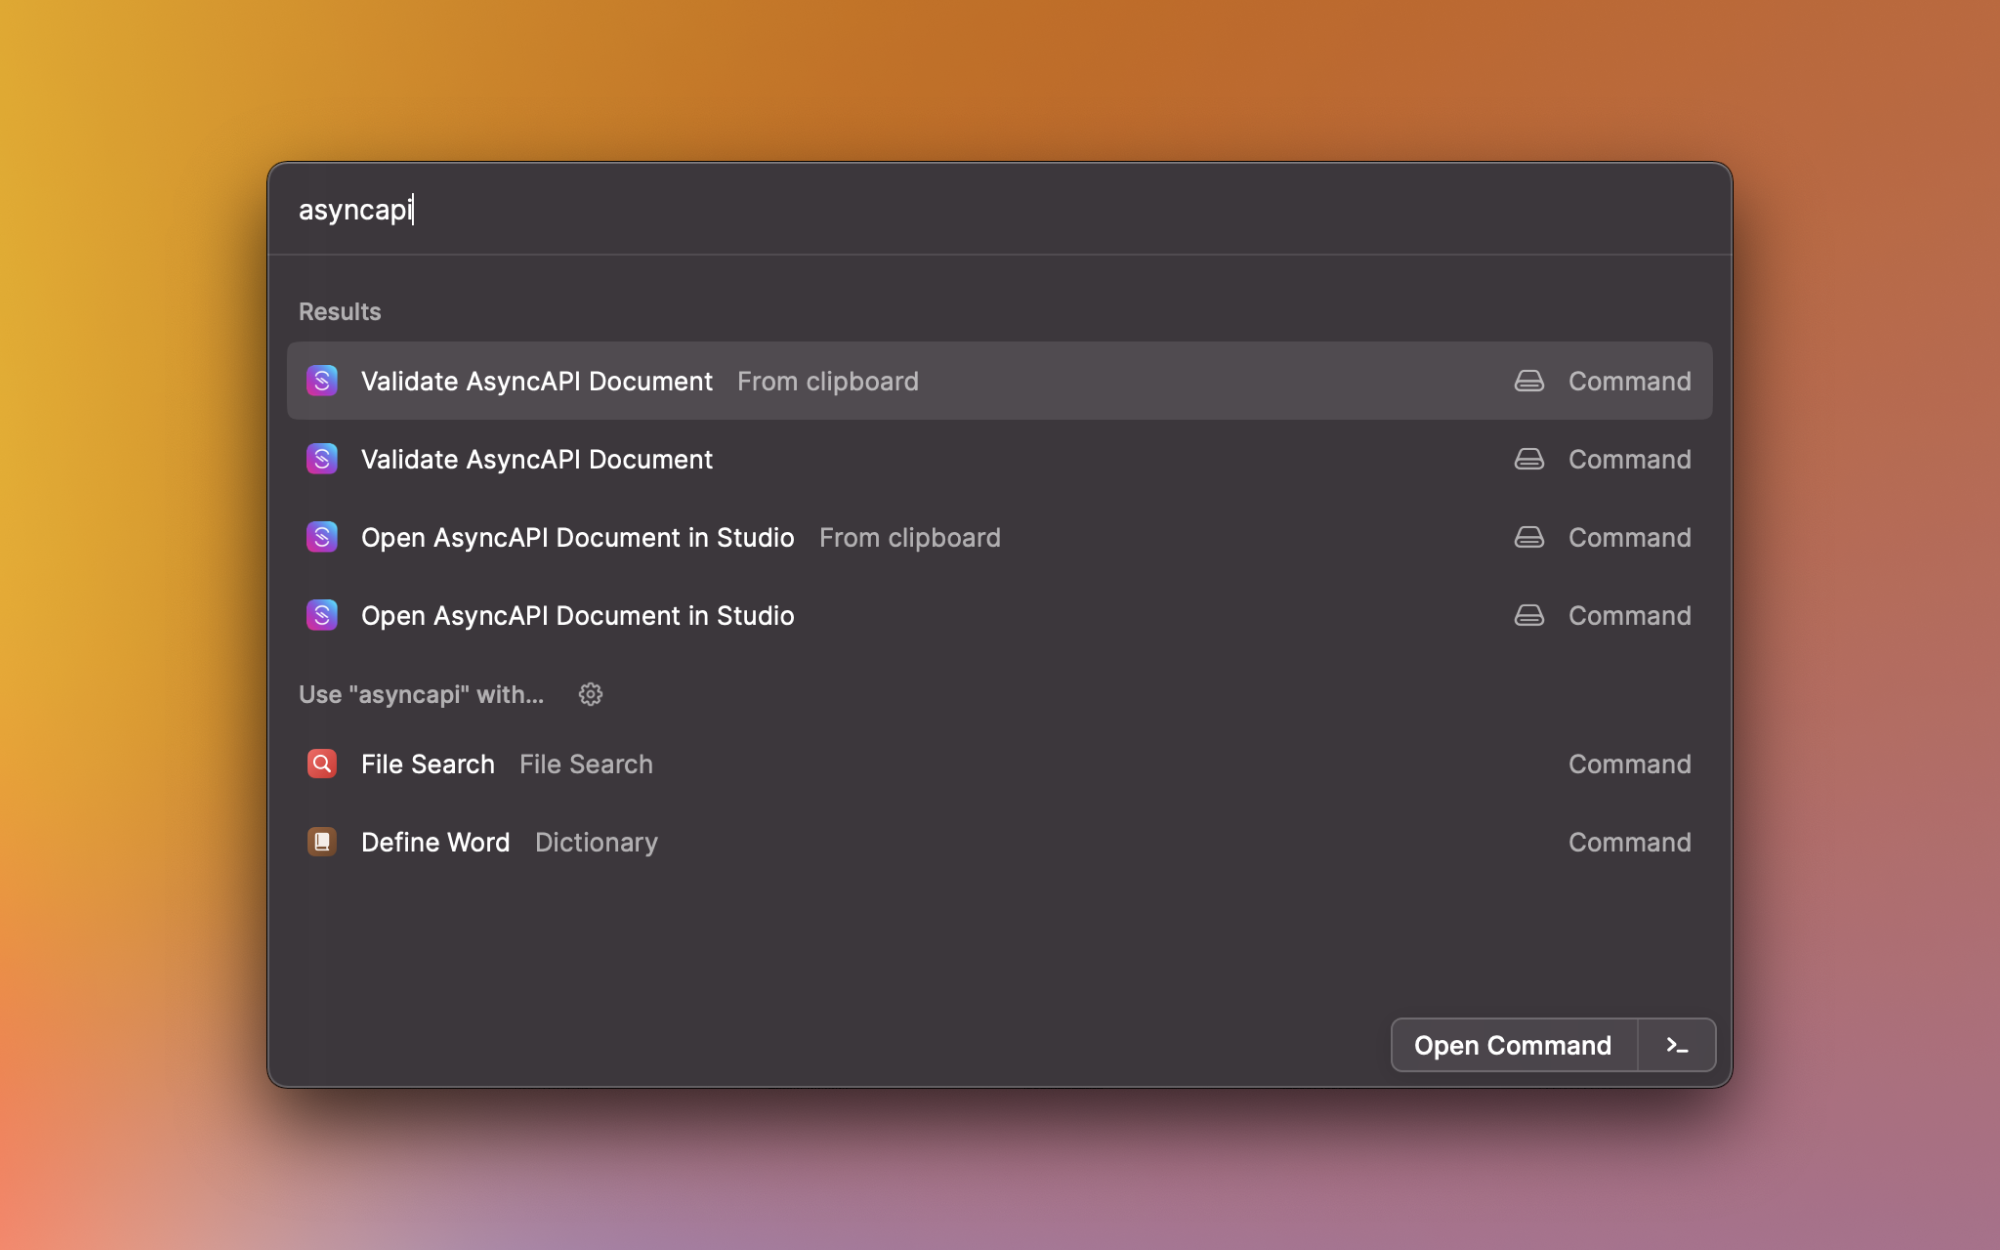 asyncapi
Results
Validate AsyncAPI Document From clipboard Command
Validate AsyncAPI Document Command
Open AsyncAPI Document in Studio From clipboard Command
Open AsyncAPI Document in Studio Command
Use "asyncapi" with...
File Search File Search Command
Define Word Dictionary Command
Open Command >_